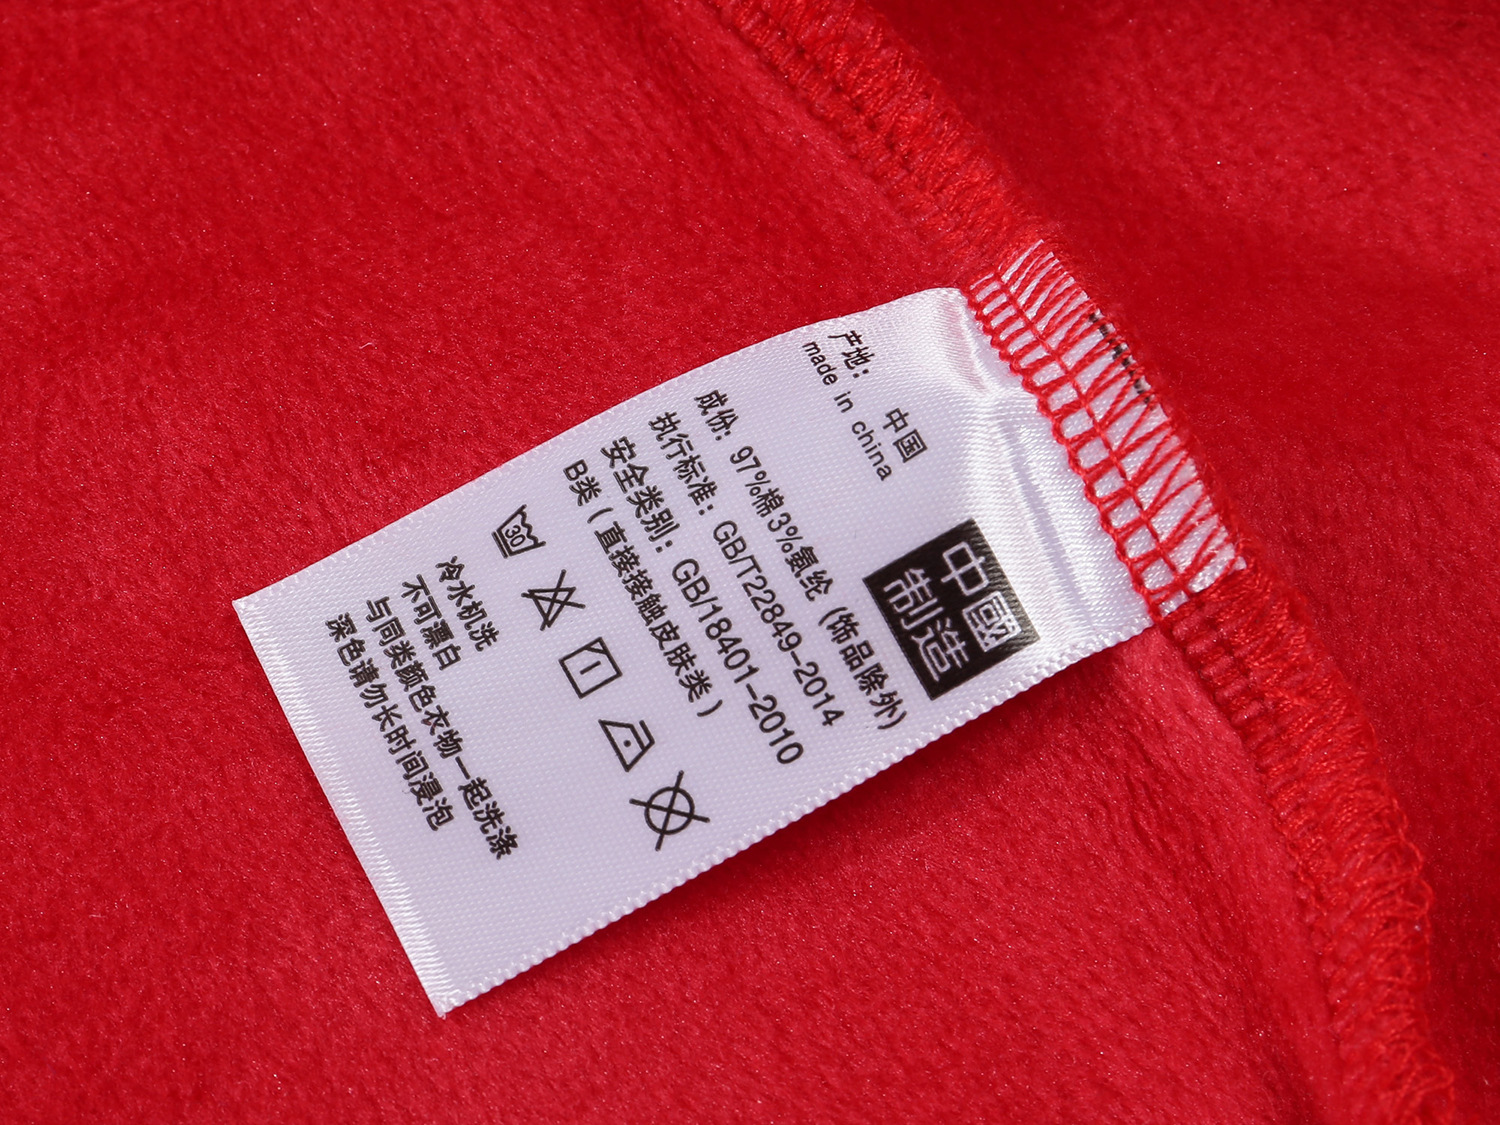 产地： 中国
made in china
中國
制造
成份：97%棉3%氨纶（饰品除外）
执行标准：GB/T22849-2014
安全类别：GB/18401-2010
B类（直接接触皮肤类）
30
冷水机洗
不可漂白
与同类颜色衣物一起洗涤
深色请勿长时间浸泡